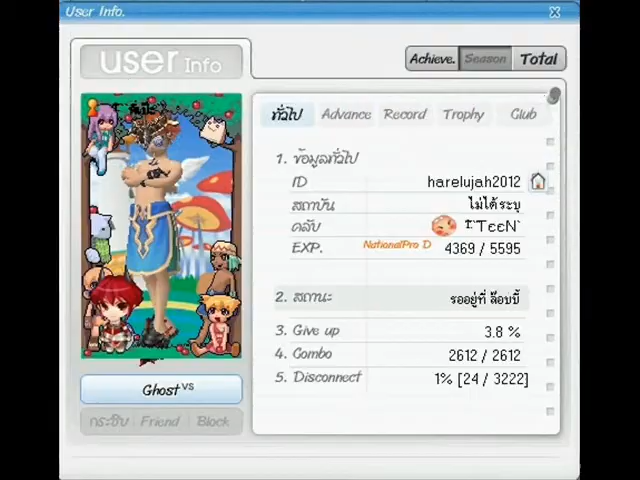 User Info.
user Info
Achieve. Season Total
ทั่วไป Advance Record Trophy Club
1. ข้อมูลทั่วไป
ID harelujah2012
สถาบัน ไม่ได้ระบุ
คลับ TεεN
EXP. NationalPro D 4369 / 5595
2. สถานะ รออยู่ที่ ล๊อบบี้
3. Give up 3.8 %
4. Combo 2612 / 2612
5. Disconnect 1% [24 / 3222]
Ghost VS
กระซิบ Friend Block